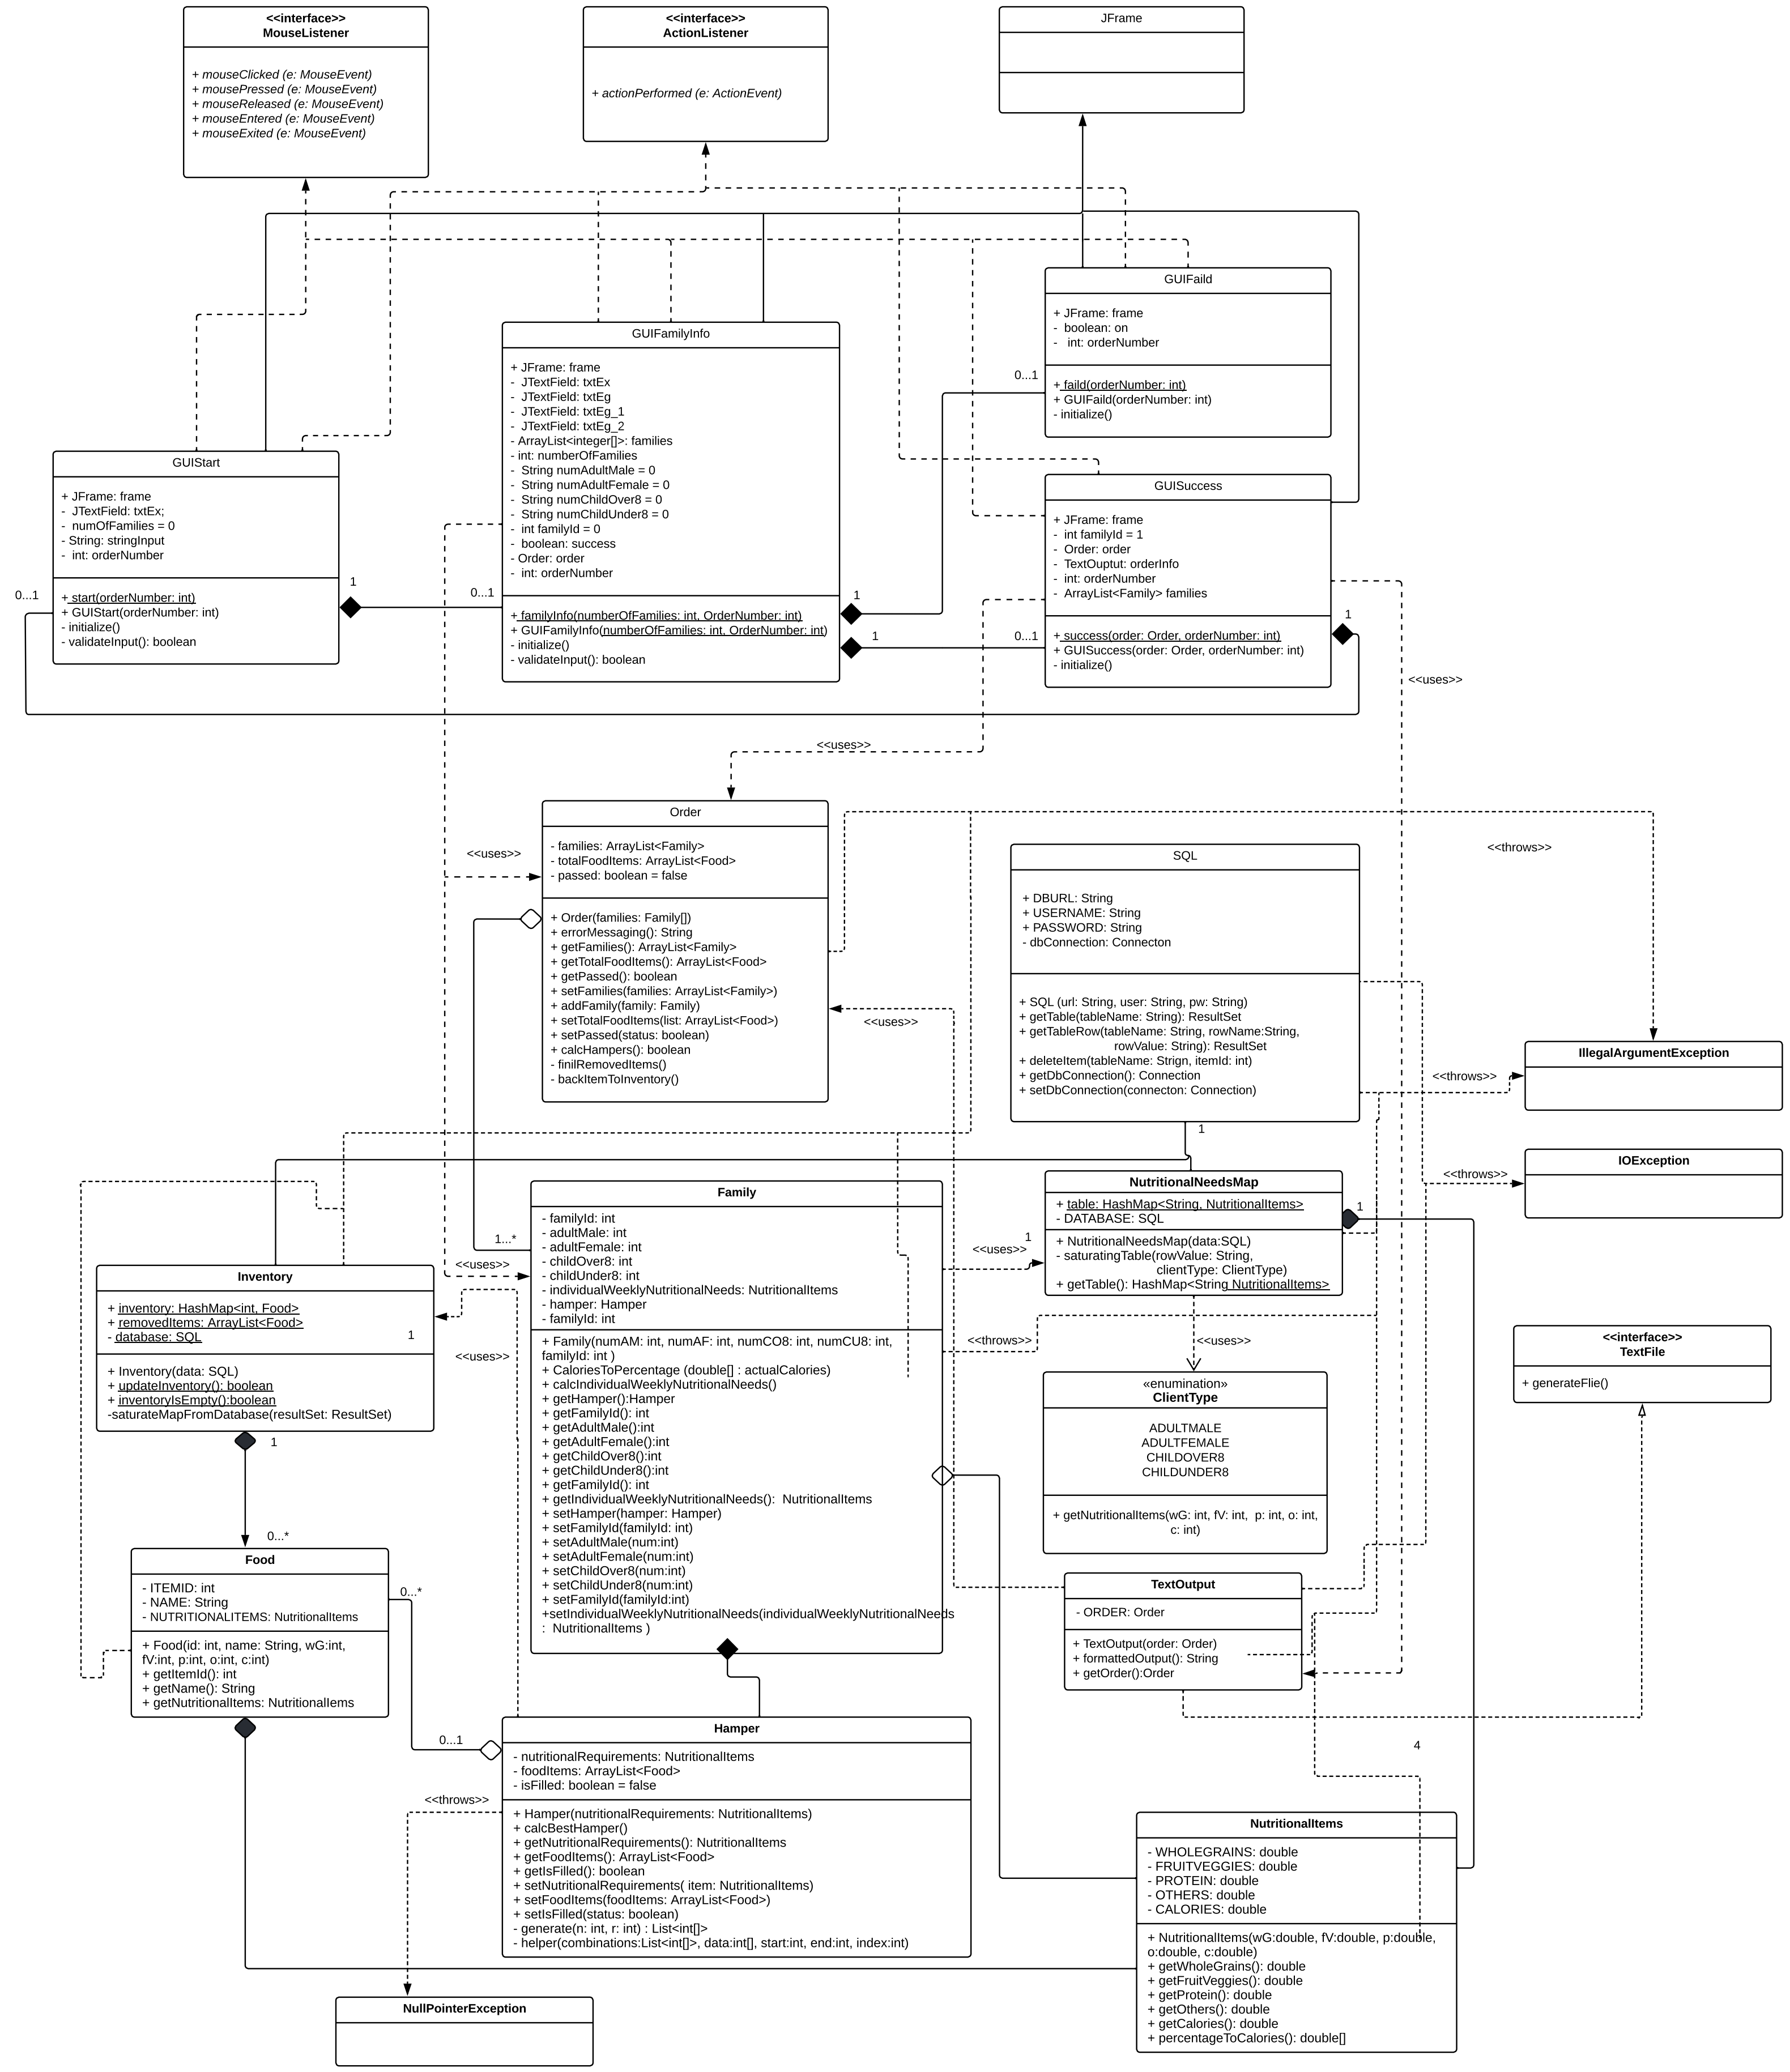 <<interface>>
MouseListener
+ mouseClicked (e: MouseEvent)
+ mousePressed (e: MouseEvent)
+ mouseReleased (e: MouseEvent)
+ mouseEntered (e: MouseEvent)
+ mouseExited (e: MouseEvent)
<<interface>>
ActionListener
+ actionPerformed (e: ActionEvent)
JFrame
GUIFaild
+ JFrame: frame
- boolean: on
- int: orderNumber
+ faild(orderNumber: int)
+ GUIFaild(orderNumber: int)
- initialize()
0...1
GUIFamilyInfo
+ JFrame: frame
- JTextField: txtEx
- JTextField: txtEg
- JTextField: txtEg_1
- JTextField: txtEg_2
- ArrayList<integer[]>: families
- int: numberOfFamilies
- String numAdultMale = 0
- String numAdultFemale = 0
- String numChildOver8 = 0
- String numChildUnder8 = 0
- int familyId = 0
- boolean: success
- Order: order
- int: orderNumber
+ familyInfo(numberOfFamilies: int, OrderNumber: int)
+ GUIFamilyInfo(numberOfFamilies: int, OrderNumber: int)
- initialize()
- validateInput(): boolean
1
1
0...1
GUIStart
+ JFrame: frame
- JTextField: txtEx;
- numOfFamilies = 0
- String: stringInput
- int: orderNumber
+ start(orderNumber: int)
+ GUIStart(orderNumber: int)
- initialize()
- validateInput(): boolean
0...1
1
0...1
GUISuccess
+ JFrame: frame
- int familyId = 1
- Order: order
- TextOuptut: orderInfo
- int: orderNumber
- ArrayList<Family> families
+ success(order: Order, orderNumber: int)
+ GUISuccess(order: Order, orderNumber: int)
- initialize()
1
<<uses>>
<<uses>>
Order
- families: ArrayList<Family>
- totalFoodItems: ArrayList<Food>
- passed: boolean = false
+ Order(families: Family[])
+ errorMessaging(): String
+ getFamilies(): ArrayList<Family>
+ getTotalFoodItems(): ArrayList<Food>
+ getPassed(): boolean
+ setFamilies(families: ArrayList<Family>)
+ addFamily(family: Family)
+ setTotalFoodItems(list: ArrayList<Food>)
+ setPassed(status: boolean)
+ calcHampers(): boolean
- finilRemovedItems()
- backItemToInventory()
<<uses>>
<<uses>>
SQL
+ DBURL: String
+ USERNAME: String
+ PASSWORD: String
- dbConnection: Connecton
+ SQL (url: String, user: String, pw: String)
+ getTable(tableName: String): ResultSet
+ getTableRow(tableName: String, rowName:String,
rowValue: String): ResultSet
+ deleteItem(tableName: Strign, itemId: int)
+ getDbConnection(): Connection
+ setDbConnection(connecton: Connection)
1
<<throws>>
<<throws>>
IllegalArgumentException
<<throws>>
IOException
NutritionalNeedsMap
+ table: HashMap<String, NutritionalItems>
- DATABASE: SQL
+ NutritionalNeedsMap(data:SQL)
- saturatingTable(rowValue: String,
clientType: ClientType)
+ getTable(): HashMap<String NutritionalItems>
1
1
<<uses>>
<<throws>>
<<uses>>
Family
- familyId: int
- adultMale: int
- adultFemale: int
- childOver8: int
- childUnder8: int
- individualWeeklyNutritionalNeeds: NutritionalItems
- hamper: Hamper
- familyId: int
+ Family(numAM: int, numAF: int, numCO8: int, numCU8: int,
familyId: int )
+ CaloriesToPercentage (double[] : actualCalories)
+ calcIndividualWeeklyNutritionalNeeds()
+ getHamper():Hamper
+ getFamilyId(): int
+ getAdultMale():int
+ getAdultFemale():int
+ getChildOver8():int
+ getChildUnder8():int
+ getFamilyId(): int
+ getIndividualWeeklyNutritionalNeeds(): NutritionalItems
+ setHamper(hamper: Hamper)
+ setFamilyId(familyId: int)
+ setAdultMale(num:int)
+ setAdultFemale(num:int)
+ setChildOver8(num:int)
+ setChildUnder8(num:int)
+ setFamilyId(familyId:int)
+setIndividualWeeklyNutritionalNeeds(individualWeeklyNutritionalNeeds
: NutritionalItems )
1...*
<<uses>>
<<uses>>
Inventory
+ inventory: HashMap<int, Food>
+ removedItems: ArrayList<Food>
- database: SQL
1
+ Inventory(data: SQL)
+ updateInventory(): boolean
+ inventoryIsEmpty():boolean
-saturateMapFromDatabase(resultSet: ResultSet)
1
0...*
<<interface>>
TextFile
+ generateFlie()
«enumination»
ClientType
ADULTMALE
ADULTFEMALE
CHILDOVER8
CHILDUNDER8
+ getNutritionalItems(wG: int, fV: int, p: int, o: int,
c: int)
Food
- ITEMID: int
- NAME: String
- NUTRITIONALITEMS: NutritionalItems
+ Food(id: int, name: String, wG:int,
fV:int, p:int, o:int, c:int)
+ getItemId(): int
+ getName(): String
+ getNutritionalItems: NutritionalIems
0...*
0...1
TextOutput
- ORDER: Order
+ TextOutput(order: Order)
+ formattedOutput(): String
+ getOrder():Order
4
Hamper
- nutritionalRequirements: NutritionalItems
- foodItems: ArrayList<Food>
- isFilled: boolean = false
+ Hamper(nutritionalRequirements: NutritionalItems)
+ calcBestHamper()
+ getNutritionalRequirements(): NutritionalItems
+ getFoodItems(): ArrayList<Food>
+ getIsFilled(): boolean
+ setNutritionalRequirements( item: NutritionalItems)
+ setFoodItems(foodItems: ArrayList<Food>)
+ setIsFilled(status: boolean)
- generate(n: int, r: int) : List<int[]>
- helper(combinations:List<int[]>, data:int[], start:int, end:int, index:int)
<<throws>>
NullPointerException
NutritionalItems
- WHOLEGRAINS: double
- FRUITVEGGIES: double
- PROTEIN: double
- OTHERS: double
- CALORIES: double
+ NutritionalItems(wG:double, fV:double, p:double,
o:double, c:double)
+ getWholeGrains(): double
+ getFruitVeggies(): double
+ getProtein(): double
+ getOthers(): double
+ getCalories(): double
+ percentageToCalories(): double[]